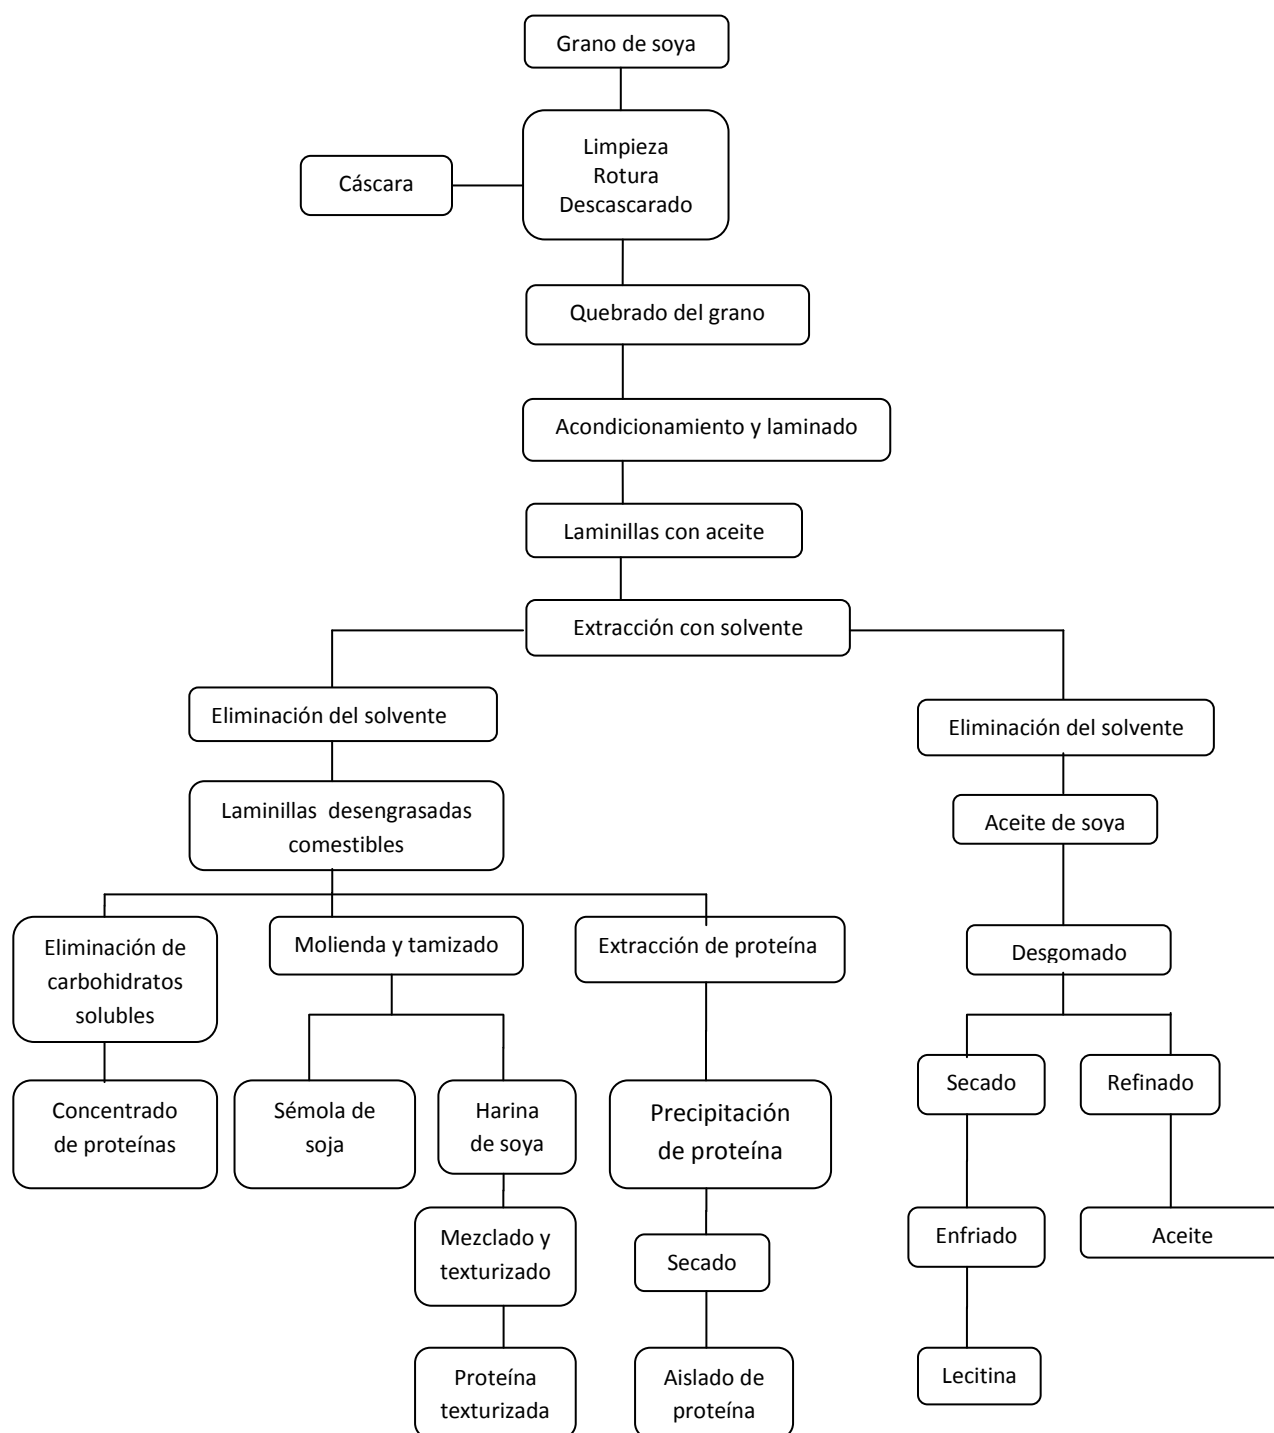 Grano de soya
Limpieza
Rotura
Descascarado
Cáscara
Quebrado del grano
Acondicionamiento y laminado
Laminillas con aceite
Extracción con solvente
Eliminación del solvente
Eliminación del solvente
Laminillas desengrasadas
comestibles
Aceite de soya
Eliminación de
carbohidratos
solubles
Molienda y tamizado
Extracción de proteína
Desgomado
Concentrado
de proteínas
Sémola de
soja
Harina
de soya
Precipitación
de proteína
Secado
Refinado
Mezclado y
texturizado
Secado
Enfriado
Aceite
Proteína
texturizada
Aislado de
proteína
Lecitina